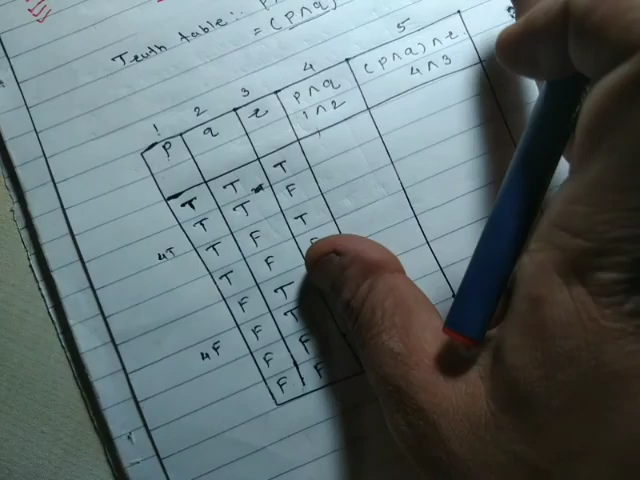 Truth table:- P
= (p∧q)
1 2 3 4 5
P q r p∧q (p∧q)∧r
1∧2 4∧3
T T T
T T F
4T T F T
T F F
F T
4F F T
F F
F F